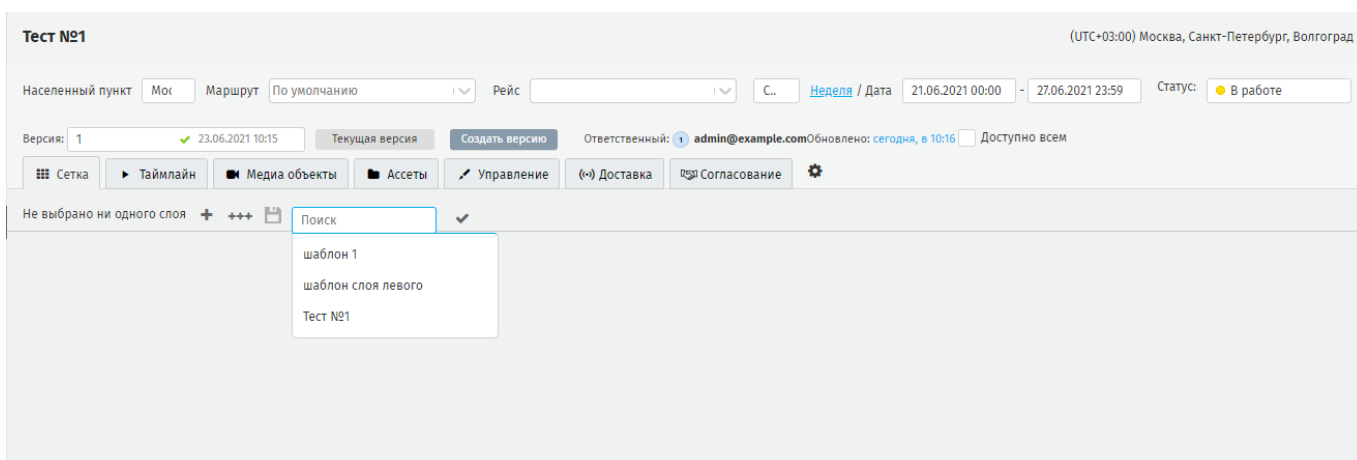 Тест №1 (UTC+03:00) Москва, Санкт-Петербург, Волгоград
Населенный пункт Мос Маршрут По умолчанию Рейс С.. Неделя / Дата 21.06.2021 00:00 - 27.06.2021 23:59 Статус: В работе
Версия: 1 23.06.2021 10:15 Текущая версия Создать версию Ответственный: 1 admin@example.comОбновлено: сегодня, в 10:16 Доступно всем
Сетка Таймлайн Медиа объекты Ассеты Управление Доставка Согласование
Не выбрано ни одного слоя +++ Поиск
шаблон 1
шаблон слоя левого
Тест №1